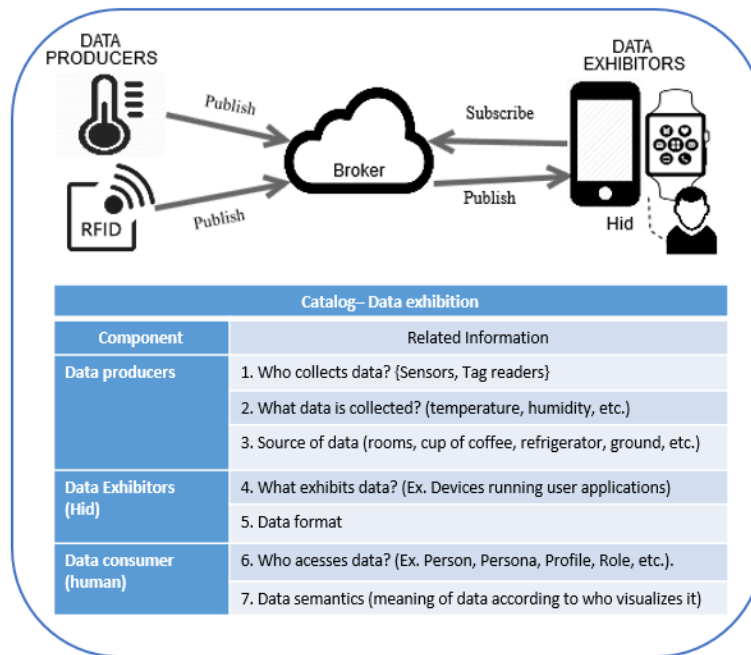 DATA
PRODUCERS
DATA
EXHIBITORS
Publish
Subscribe
Broker
Publish
Publish
RFID
Hid
Catalog– Data exhibition
Component
Related Information
Data producers
1. Who collects data? {Sensors, Tag readers}
2. What data is collected? (temperature, humidity, etc.)
3. Source of data (rooms, cup of coffee, refrigerator, ground, etc.)
Data Exhibitors
(Hid)
4. What exhibits data? (Ex. Devices running user applications)
5. Data format
Data consumer
(human)
6. Who acesses data? (Ex. Person, Persona, Profile, Role, etc.).
7. Data semantics (meaning of data according to who visualizes it)